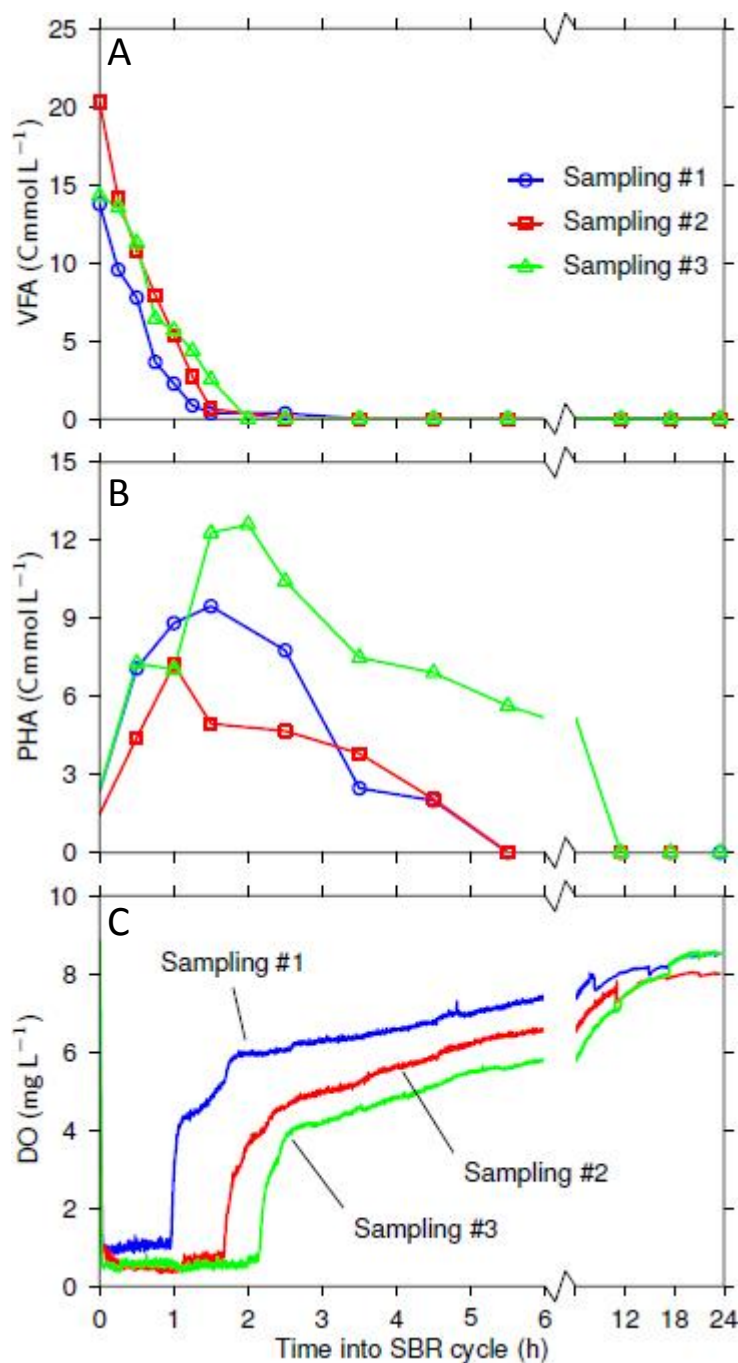 A
25
20
15
10
5
0
VFA (Cmmol L⁻¹)
Sampling #1
Sampling #2
Sampling #3
B
15
12
9
6
3
0
PHA (Cmmol L⁻¹)
C
10
8
6
4
2
0
DO (mg L⁻¹)
Sampling #1
Sampling #2
Sampling #3
0 1 2 3 4 5 6 12 18 24
Time into SBR cycle (h)